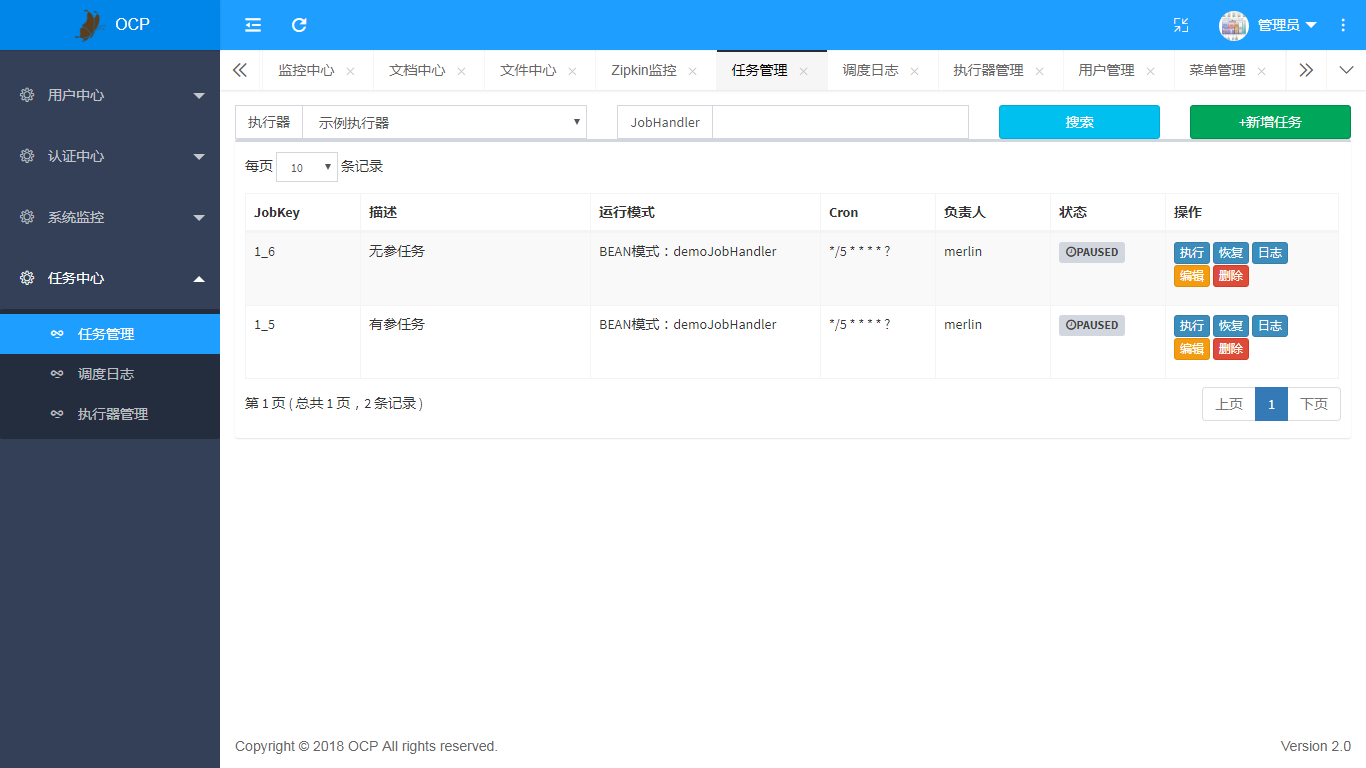 OCP
管理员
监控中心 文档中心 文件中心 Zipkin监控 任务管理 调度日志 执行器管理 用户管理 菜单管理
用户中心
认证中心
系统监控
任务中心
任务管理
调度日志
执行器管理
执行器 示例执行器 JobHandler 搜索 +新增任务
每页 10 条记录
JobKey 描述 运行模式 Cron 负责人 状态 操作
1_6 无参任务 BEAN模式：demoJobHandler */5 * * * * ? merlin PAUSED 执行 恢复 日志
编辑 删除
1_5 有参任务 BEAN模式：demoJobHandler */5 * * * * ? merlin PAUSED 执行 恢复 日志
编辑 删除
第 1 页 ( 总共 1 页，2 条记录 ) 上页 1 下页
Copyright © 2018 OCP All rights reserved. Version 2.0